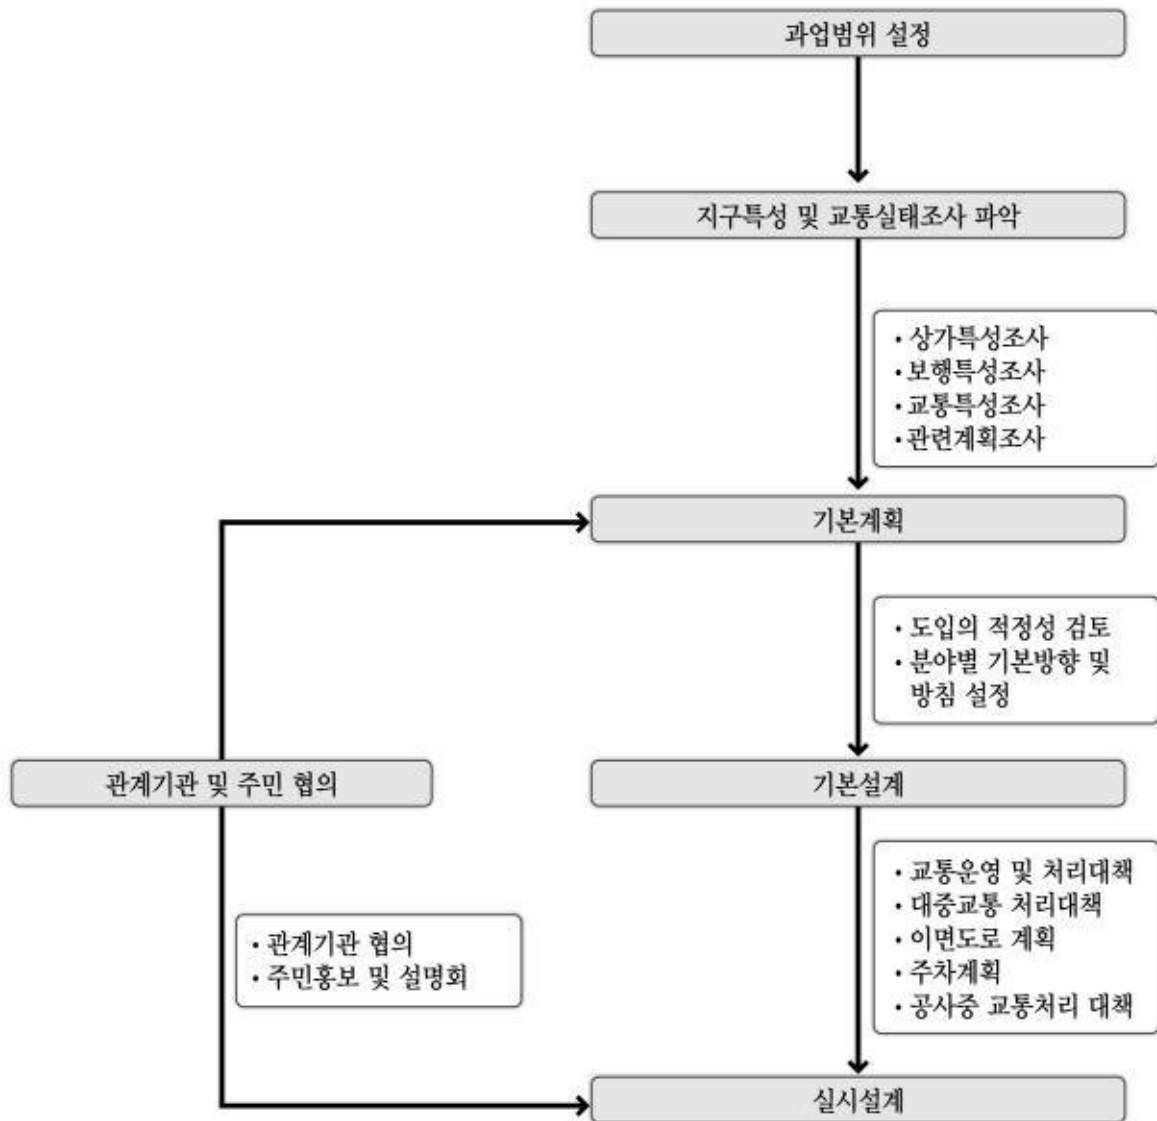 과업범위 설정
지구특성 및 교통실태조사 파악
• 상가특성조사
• 보행특성조사
• 교통특성조사
• 관련계획조사
기본계획
• 도입의 적정성 검토
• 분야별 기본방향 및
방침 설정
관계기관 및 주민 협의
기본설계
• 교통운영 및 처리대책
• 대중교통 처리대책
• 이면도로 계획
• 주차계획
• 공사중 교통처리 대책
• 관계기관 협의
• 주민홍보 및 설명회
실시설계